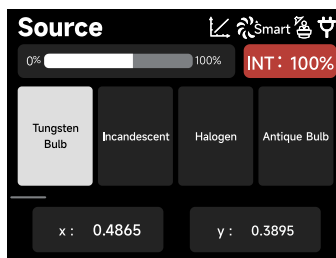 Source
Smart
0% 100%
INT: 100%
Tungsten
Bulb
Incandescent
Halogen
Antique Bulb
x : 0.4865
y : 0.3895